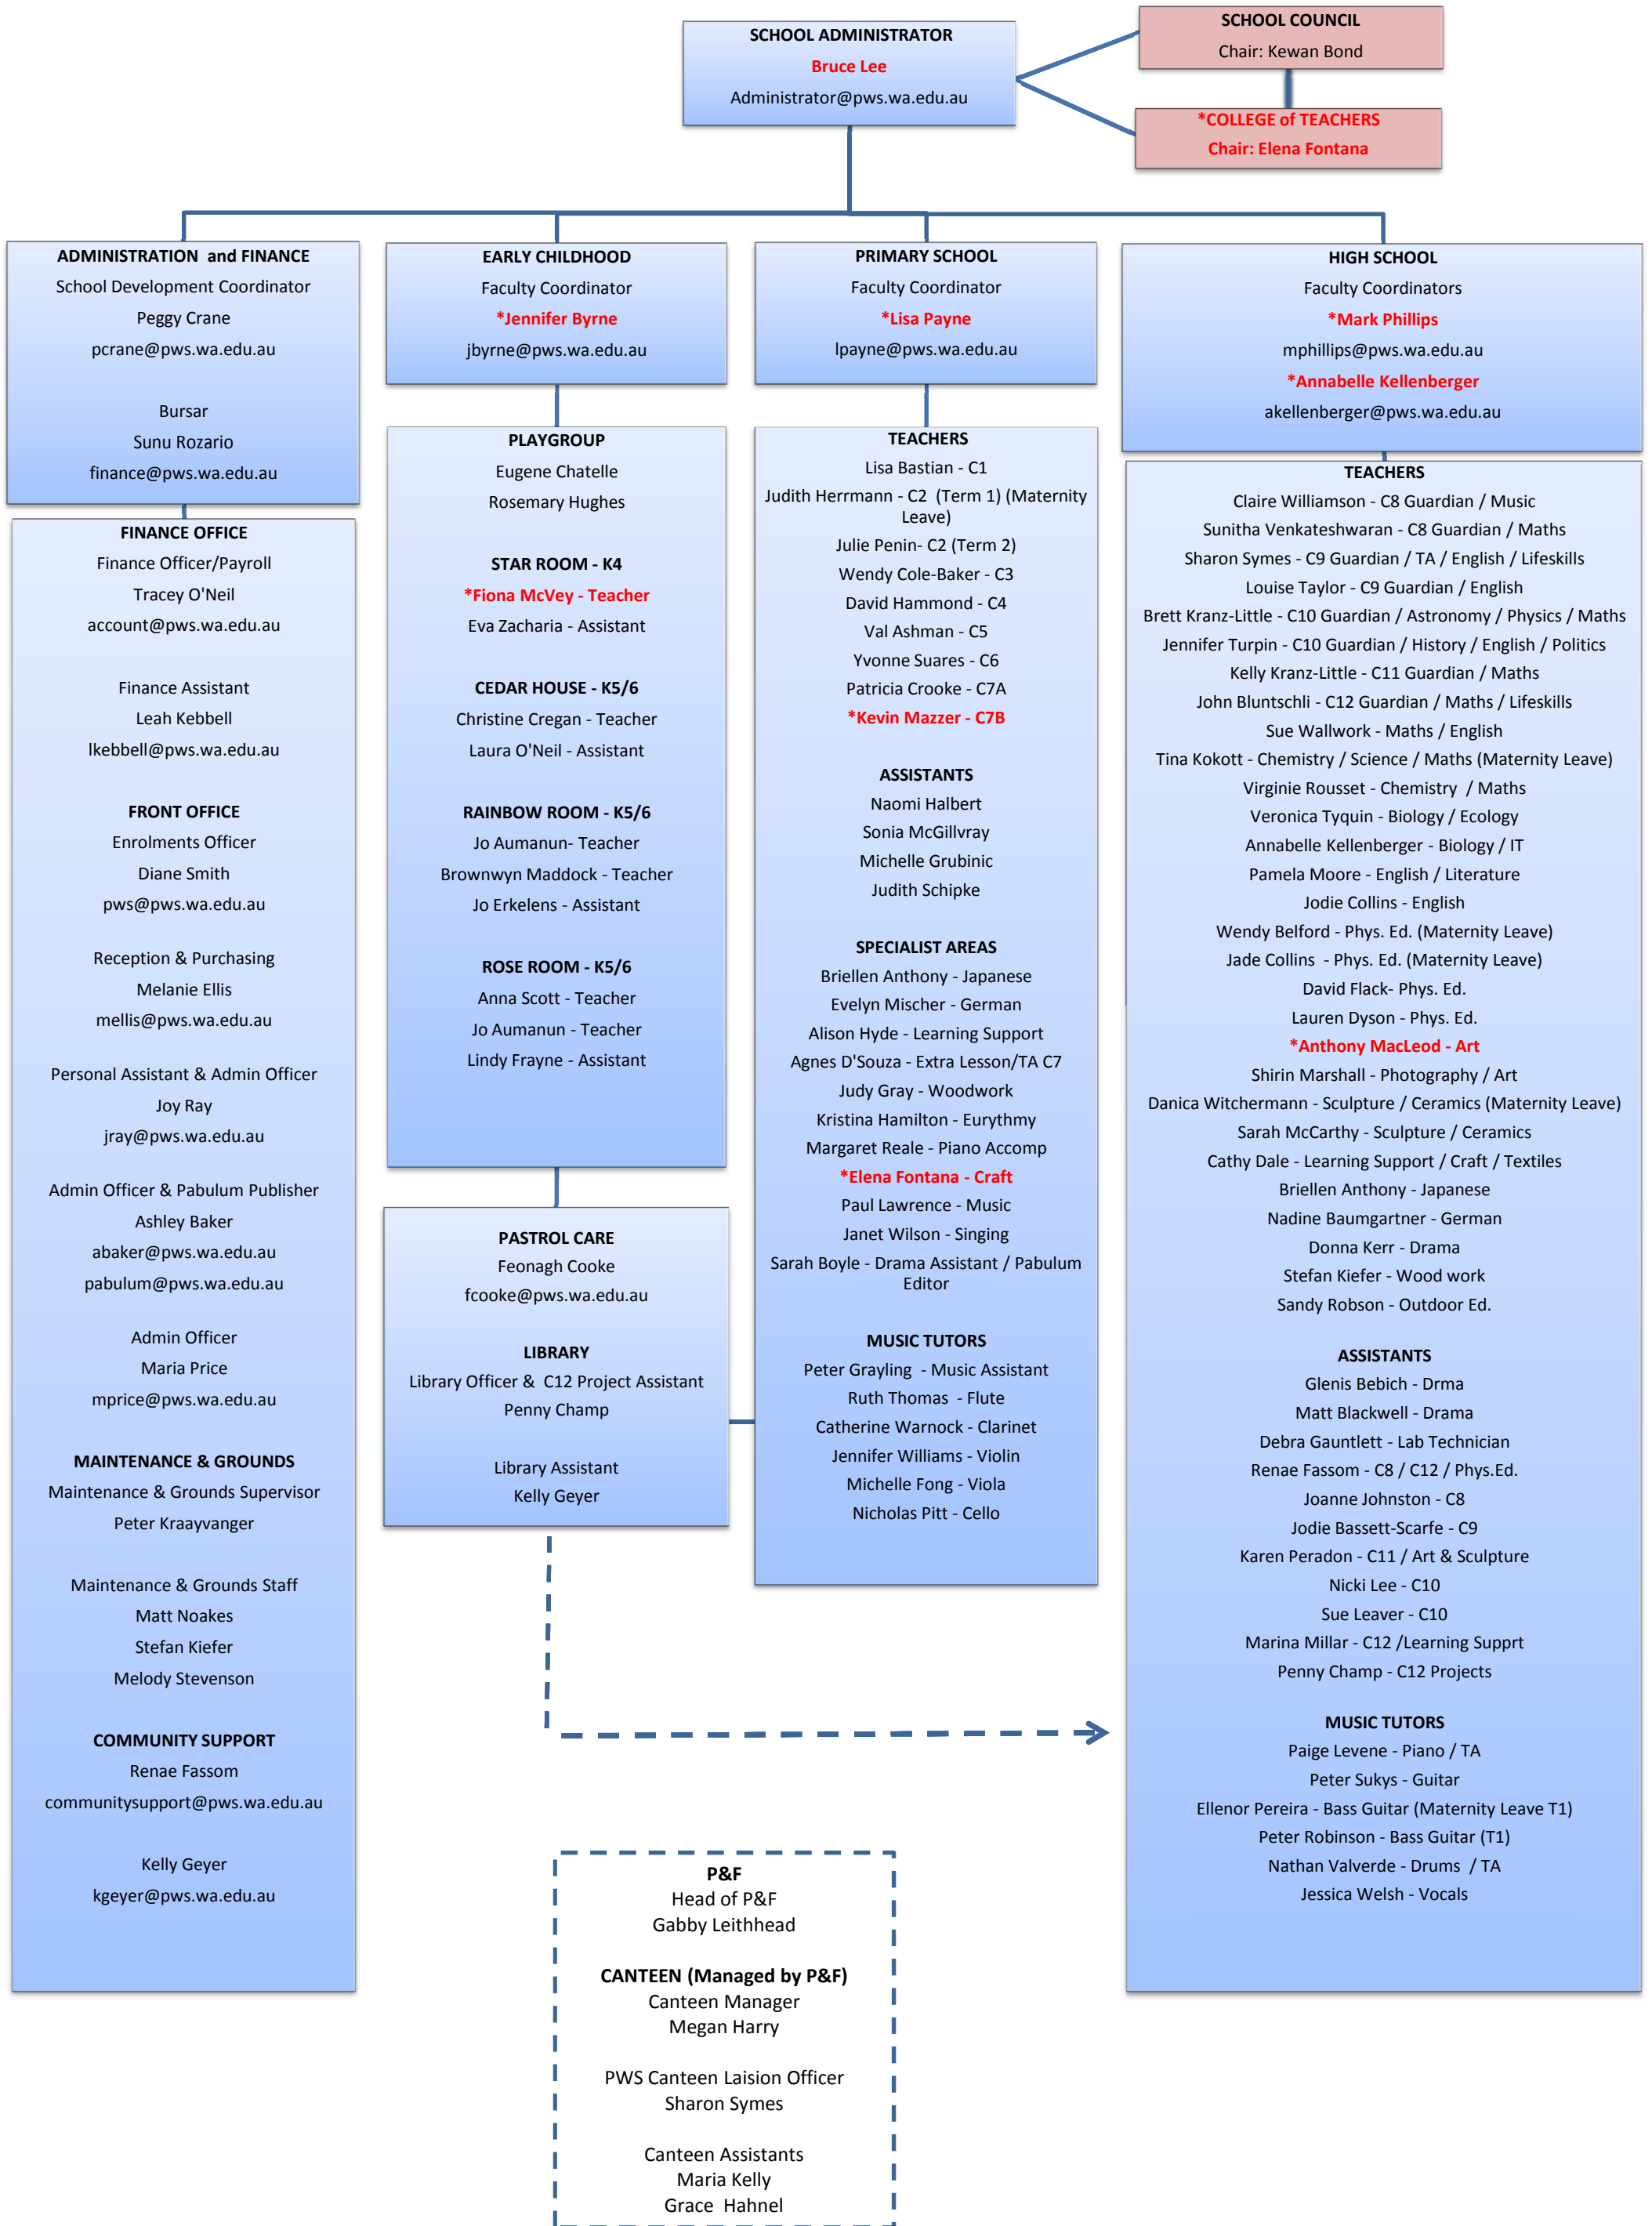 SCHOOL ADMINISTRATOR
Bruce Lee
Administrator@pws.wa.edu.au
SCHOOL COUNCIL
Chair: Kewan Bond
*COLLEGE of TEACHERS
Chair: Elena Fontana
ADMINISTRATION and FINANCE
School Development Coordinator
Peggy Crane
pcrane@pws.wa.edu.au
Bursar
Sunu Rozario
finance@pws.wa.edu.au
FINANCE OFFICE
Finance Officer/Payroll
Tracey O'Neil
account@pws.wa.edu.au
Finance Assistant
Leah Kebbell
lkebbell@pws.wa.edu.au
FRONT OFFICE
Enrolments Officer
Diane Smith
pws@pws.wa.edu.au
Reception & Purchasing
Melanie Ellis
mellis@pws.wa.edu.au
Personal Assistant & Admin Officer
Joy Ray
jray@pws.wa.edu.au
Admin Officer & Pabulum Publisher
Ashley Baker
abaker@pws.wa.edu.au
pabulum@pws.wa.edu.au
Admin Officer
Maria Price
mprice@pws.wa.edu.au
MAINTENANCE & GROUNDS
Maintenance & Grounds Supervisor
Peter Kraayvanger
Maintenance & Grounds Staff
Matt Noakes
Stefan Kiefer
Melody Stevenson
COMMUNITY SUPPORT
Renae Fassom
communitysupport@pws.wa.edu.au
Kelly Geyer
kgeyer@pws.wa.edu.au
EARLY CHILDHOOD
Faculty Coordinator
*Jennifer Byrne
jbyrne@pws.wa.edu.au
PLAYGROUP
Eugene Chatelle
Rosemary Hughes
STAR ROOM - K4
*Fiona McVey - Teacher
Eva Zacharia - Assistant
CEDAR HOUSE - K5/6
Christine Cregan - Teacher
Laura O'Neil - Assistant
RAINBOW ROOM - K5/6
Jo Aumanun- Teacher
Brownwyn Maddock - Teacher
Jo Erkelens - Assistant
ROSE ROOM - K5/6
Anna Scott - Teacher
Jo Aumanun - Teacher
Lindy Frayne - Assistant
PASTROL CARE
Feonagh Cooke
fcooke@pws.wa.edu.au
LIBRARY
Library Officer & C12 Project Assistant
Penny Champ
Library Assistant
Kelly Geyer
PRIMARY SCHOOL
Faculty Coordinator
*Lisa Payne
lpayne@pws.wa.edu.au
TEACHERS
Lisa Bastian - C1
Judith Herrmann - C2 (Term 1) (Maternity
Leave)
Julie Penin- C2 (Term 2)
Wendy Cole-Baker - C3
David Hammond - C4
Val Ashman - C5
Yvonne Suares - C6
Patricia Crooke - C7A
*Kevin Mazzer - C7B
ASSISTANTS
Naomi Halbert
Sonia McGillvray
Michelle Grubinic
Judith Schipke
SPECIALIST AREAS
Briellen Anthony - Japanese
Evelyn Mischer - German
Alison Hyde - Learning Support
Agnes D'Souza - Extra Lesson/TA C7
Judy Gray - Woodwork
Kristina Hamilton - Eurythmy
Margaret Reale - Piano Accomp
*Elena Fontana - Craft
Paul Lawrence - Music
Janet Wilson - Singing
Sarah Boyle - Drama Assistant / Pabulum
Editor
MUSIC TUTORS
Peter Grayling - Music Assistant
Ruth Thomas - Flute
Catherine Warnock - Clarinet
Jennifer Williams - Violin
Michelle Fong - Viola
Nicholas Pitt - Cello
HIGH SCHOOL
Faculty Coordinators
*Mark Phillips
mphillips@pws.wa.edu.au
*Annabelle Kellenberger
akellenberger@pws.wa.edu.au
TEACHERS
Claire Williamson - C8 Guardian / Music
Sunitha Venkateshwaran - C8 Guardian / Maths
Sharon Symes - C9 Guardian / TA / English / Lifeskills
Louise Taylor - C9 Guardian / English
Brett Kranz-Little - C10 Guardian / Astronomy / Physics / Maths
Jennifer Turpin - C10 Guardian / History / English / Politics
Kelly Kranz-Little - C11 Guardian / Maths
John Bluntschli - C12 Guardian / Maths / Lifeskills
Sue Wallwork - Maths / English
Tina Kokott - Chemistry / Science / Maths (Maternity Leave)
Virginie Rousset - Chemistry / Maths
Veronica Tyquin - Biology / Ecology
Annabelle Kellenberger - Biology / IT
Pamela Moore - English / Literature
Jodie Collins - English
Wendy Belford - Phys. Ed. (Maternity Leave)
Jade Collins - Phys. Ed. (Maternity Leave)
David Flack- Phys. Ed.
Lauren Dyson - Phys. Ed.
*Anthony MacLeod - Art
Shirin Marshall - Photography / Art
Danica Witchermann - Sculpture / Ceramics (Maternity Leave)
Sarah McCarthy - Sculpture / Ceramics
Cathy Dale - Learning Support / Craft / Textiles
Briellen Anthony - Japanese
Nadine Baumgartner - German
Donna Kerr - Drama
Stefan Kiefer - Wood work
Sandy Robson - Outdoor Ed.
ASSISTANTS
Glenis Bebich - Drma
Matt Blackwell - Drama
Debra Gauntlett - Lab Technician
Renae Fassom - C8 / C12 / Phys.Ed.
Joanne Johnston - C8
Jodie Bassett-Scarfe - C9
Karen Peradon - C11 / Art & Sculpture
Nicki Lee - C10
Sue Leaver - C10
Marina Millar - C12 /Learning Supprt
Penny Champ - C12 Projects
MUSIC TUTORS
Paige Levene - Piano / TA
Peter Sukys - Guitar
Ellenor Pereira - Bass Guitar (Maternity Leave T1)
Peter Robinson - Bass Guitar (T1)
Nathan Valverde - Drums / TA
Jessica Welsh - Vocals
P&F
Head of P&F
Gabby Leithhead
CANTEEN (Managed by P&F)
Canteen Manager
Megan Harry
PWS Canteen Laision Officer
Sharon Symes
Canteen Assistants
Maria Kelly
Grace Hahnel